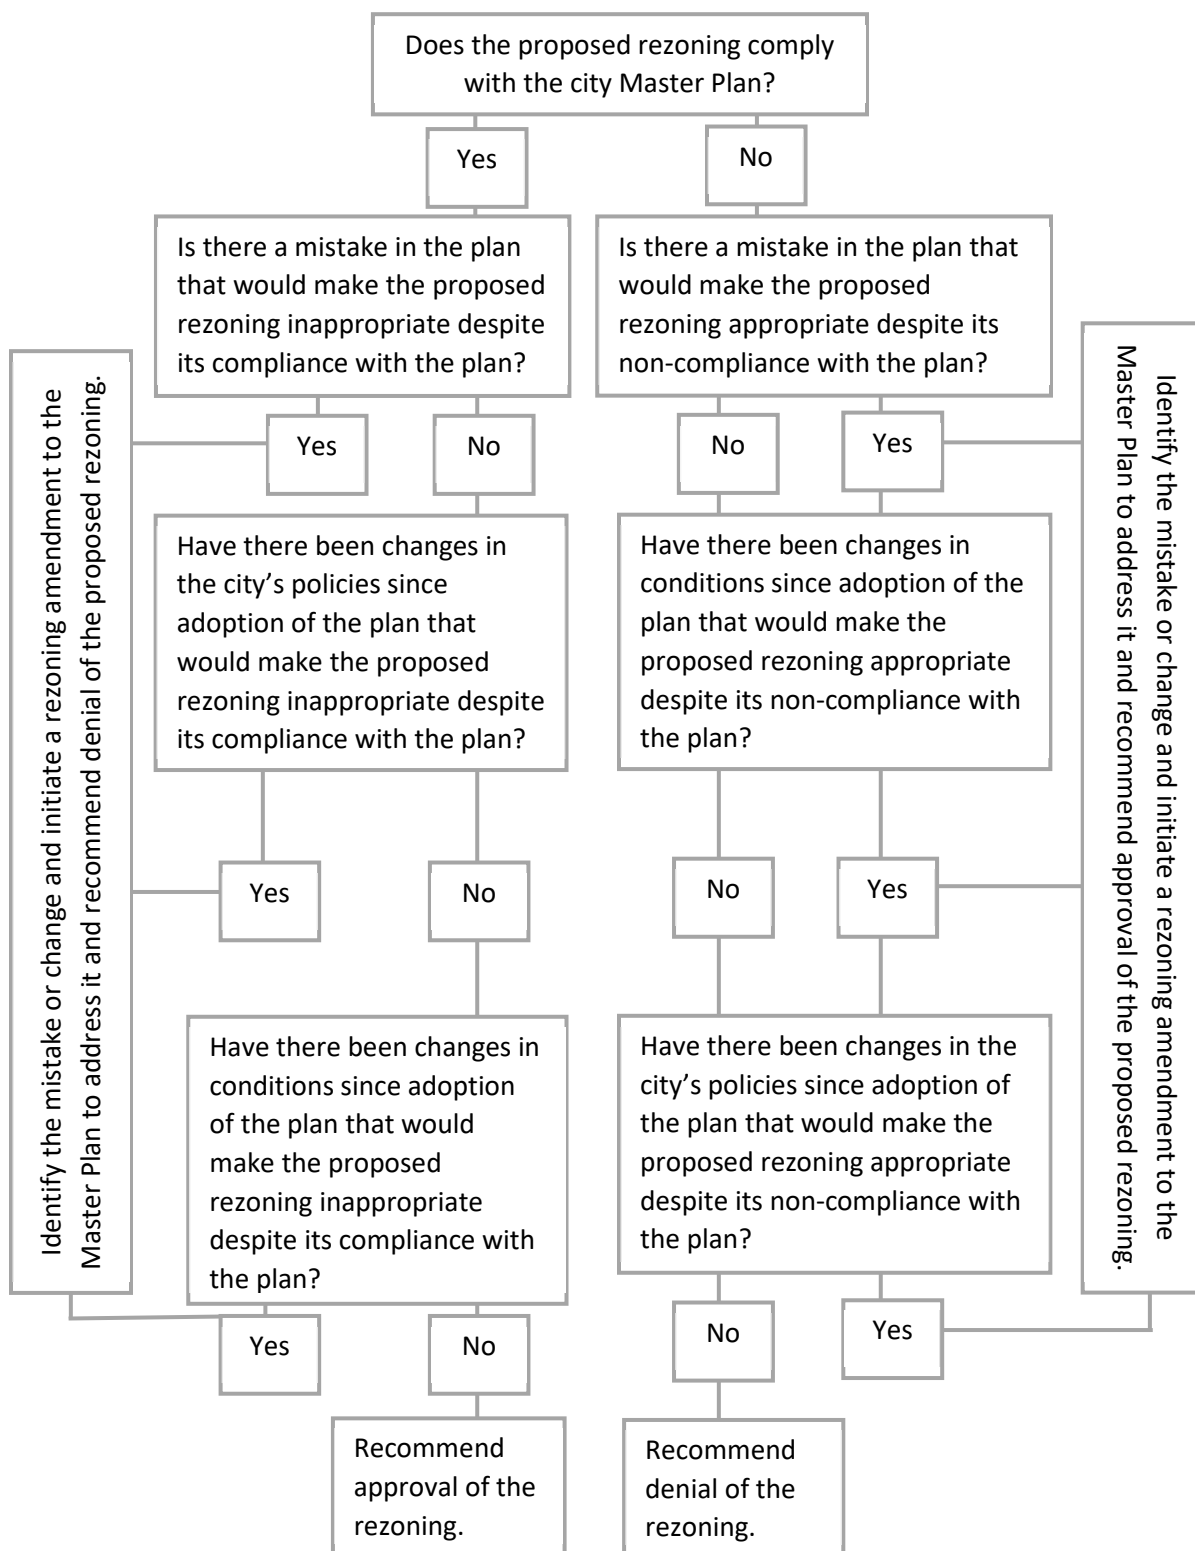 Does the proposed rezoning comply
with the city Master Plan?
Yes
No
Is there a mistake in the plan
that would make the proposed
rezoning inappropriate despite
its compliance with the plan?
Is there a mistake in the plan that
would make the proposed
rezoning appropriate despite its
non-compliance with the plan?
Identify the mistake or change and initiate a rezoning amendment to the
Master Plan to address it and recommend denial of the proposed rezoning.
Identify the mistake or change and initiate a rezoning amendment to the
Master Plan to address it and recommend approval of the proposed rezoning.
Yes
No
No
Yes
Have there been changes in
the city’s policies since
adoption of the plan that
would make the proposed
rezoning inappropriate despite
its compliance with the plan?
Have there been changes in
conditions since adoption of the
plan that would make the
proposed rezoning appropriate
despite its non-compliance with
the plan?
Yes
No
No
Yes
Have there been changes in
conditions since adoption
of the plan that would
make the proposed
rezoning inappropriate
despite its compliance with
the plan?
Have there been changes in the
city’s policies since adoption of
the plan that would make the
proposed rezoning appropriate
despite its non-compliance with
the plan?
Yes
No
No
Yes
Recommend
approval of the
rezoning.
Recommend
denial of the
rezoning.